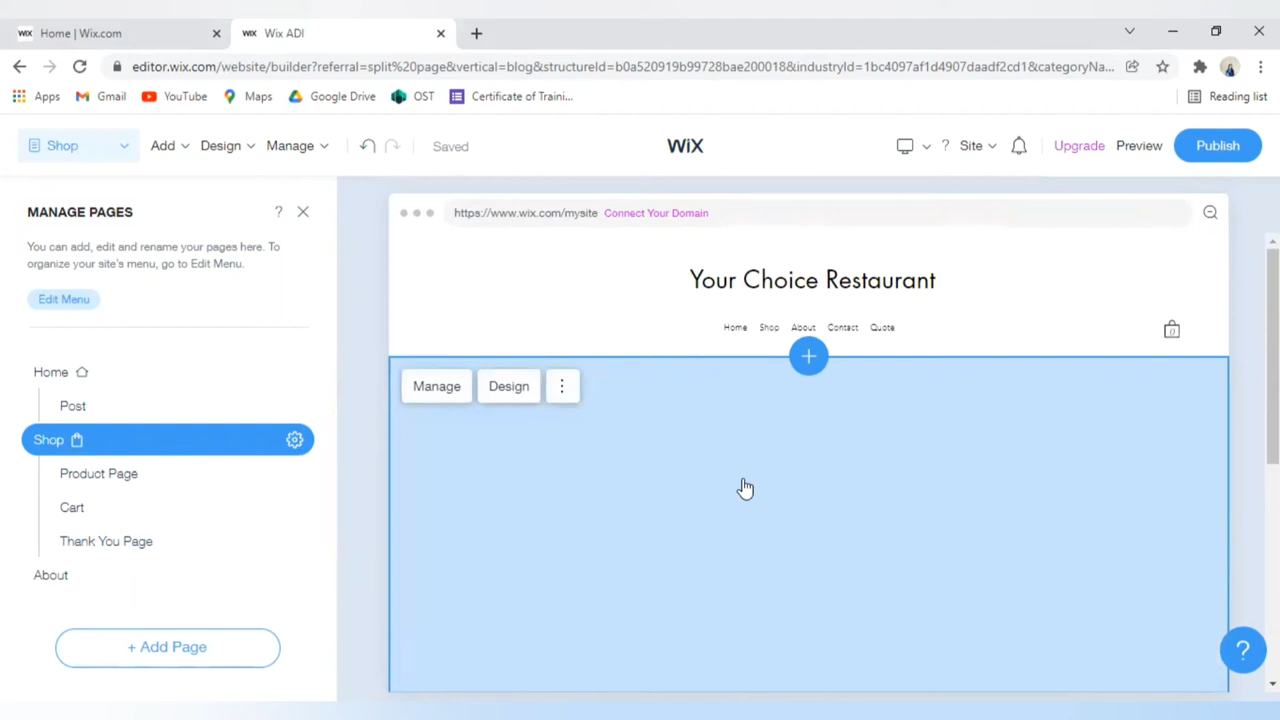 WiX Home | Wix.com
WiX Wix ADI
editor.wix.com/website/builder?referral=split%20page&vertical=blog&structureId=b0a520919b99728bae200018&industryId=1bc4097af1d4907daadf2cd1&categoryNa...
Apps Gmail YouTube Maps Google Drive OST Certificate of Traini... Reading list
Shop Add Design Manage Saved WiX ? Site Upgrade Preview Publish
MANAGE PAGES ?
You can add, edit and rename your pages here. To
organize your site's menu, go to Edit Menu.
Edit Menu
Home
Post
Shop
Product Page
Cart
Thank You Page
About
+ Add Page
https://www.wix.com/mysite Connect Your Domain
Your Choice Restaurant
Home Shop About Contact Quote
0
Manage Design
?